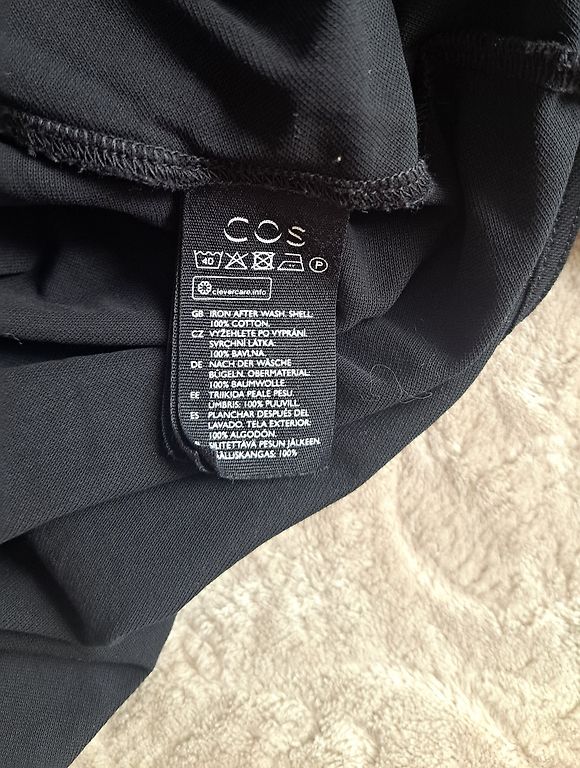 COS
40 P
clevercare.info
GB IRON AFTER WASH. SHELL.
100% COTTON.
CZ VYŽEHLETE PO VYPRÁNÍ.
SVRCHNÍ LÁTKA.
100% BAVLNA.
DE NACH DER WÄSCHE
BÜGELN. OBERMATERIAL.
100% BAUMWOLLE.
EE TRIIKIDA PEALE PESU.
ÜMBRIS: 100% PUUVILL.
ES PLANCHAR DESPUÉS DEL
LAVADO. TELA EXTERIOR.
100% ALGODÓN.
SILITETTÄVÄ PESUN JÄLKEEN.
100%